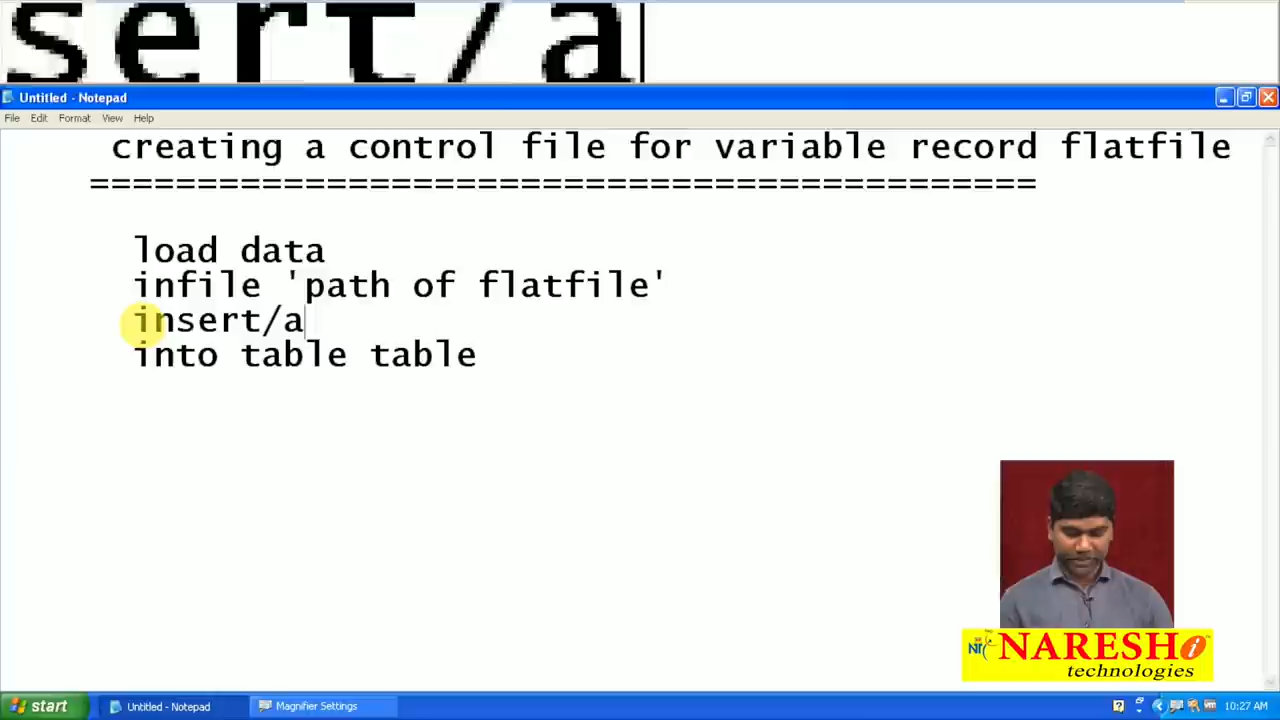 sert/a
Untitled - Notepad
File Edit Format View Help
creating a control file for variable record flatfile
============================================
load data
infile 'path of flatfile'
insert/a
into table table
NARESH i
technologies
start
Untitled - Notepad
Magnifier Settings
10:27 AM